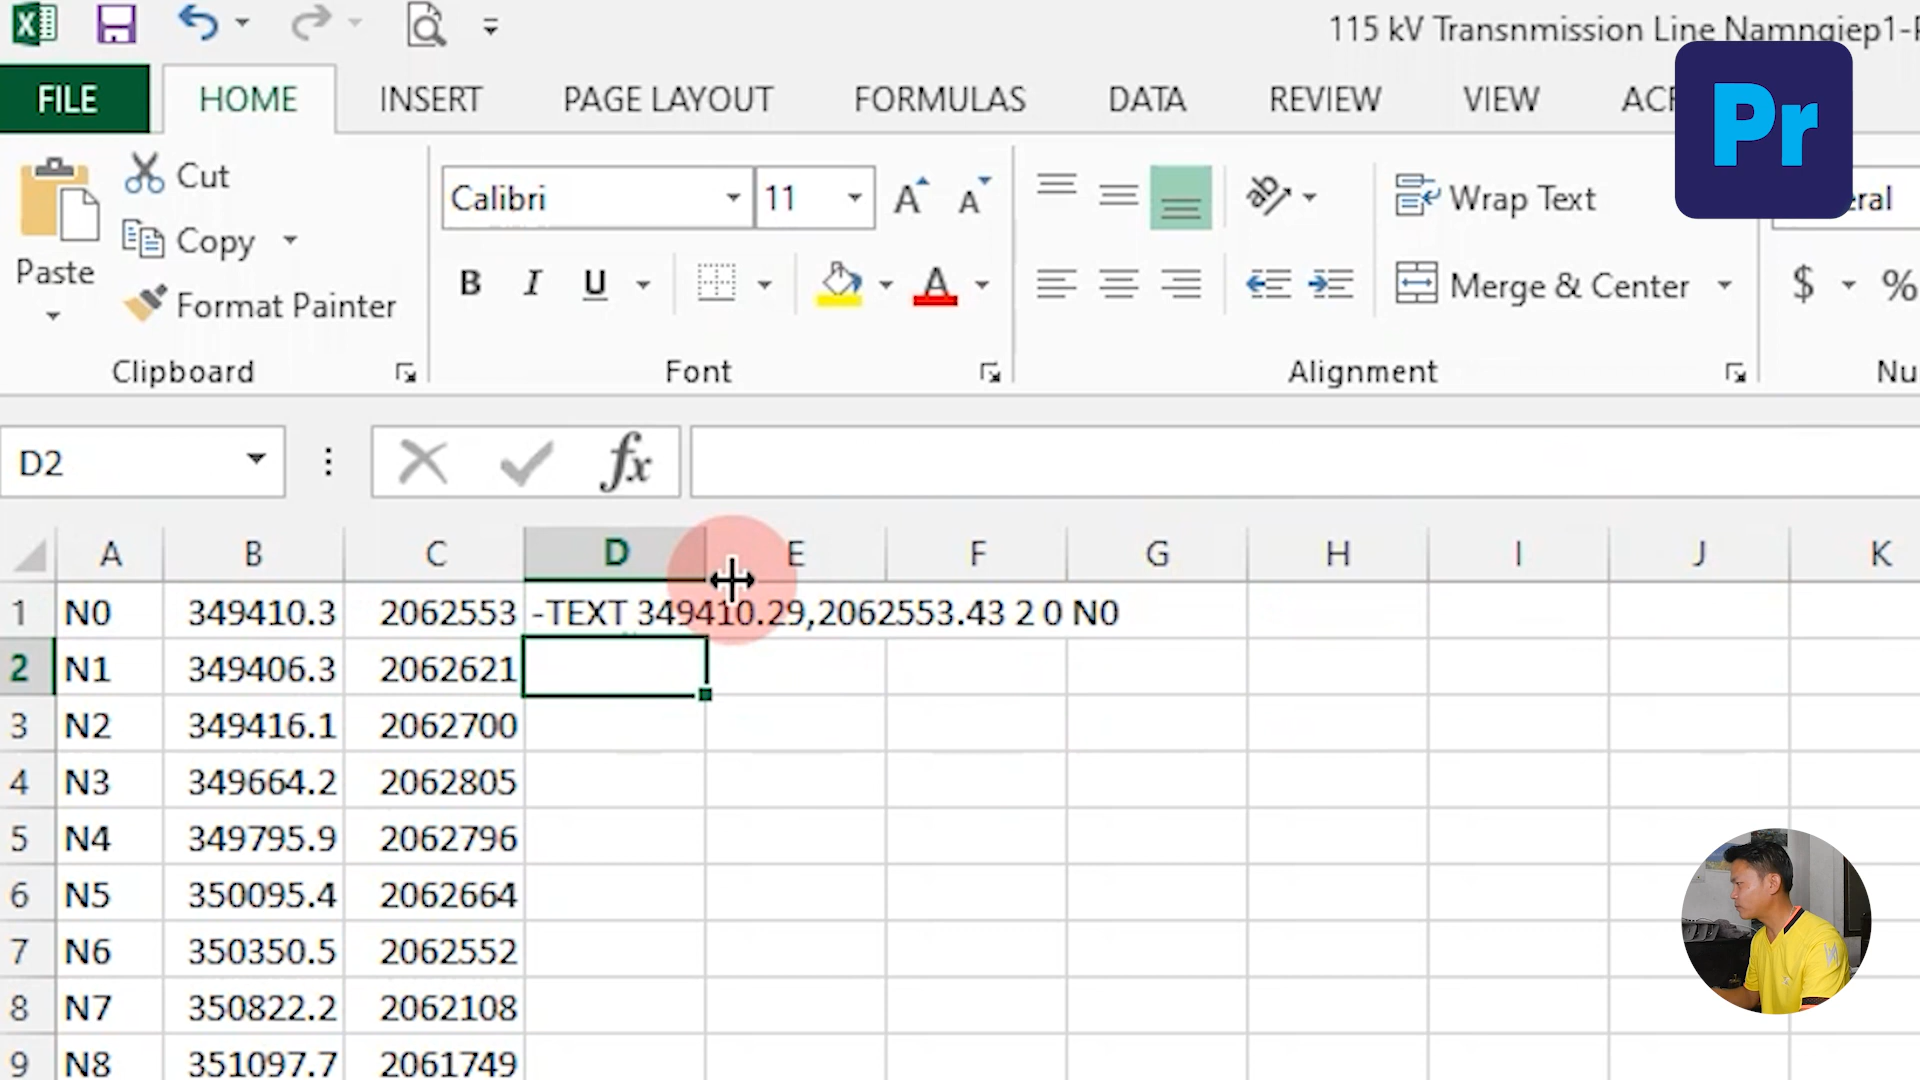 115 kV Transnmission Line Namngiep1-
Pr
FILE HOME INSERT PAGE LAYOUT FORMULAS DATA REVIEW VIEW
Cut
Copy
Paste
Format Painter
Clipboard
Calibri 11
A A
B I U A
Font
ab
Wrap Text
Merge & Center
Alignment
eral
$ %
Nu
D2
fx
A B C D E F G H I J K
1 N0 349410.3 2062553 -TEXT 349410.29,2062553.43 2 0 N0
2 N1 349406.3 2062621
3 N2 349416.1 2062700
4 N3 349664.2 2062805
5 N4 349795.9 2062796
6 N5 350095.4 2062664
7 N6 350350.5 2062552
8 N7 350822.2 2062108
9 N8 351097.7 2061749